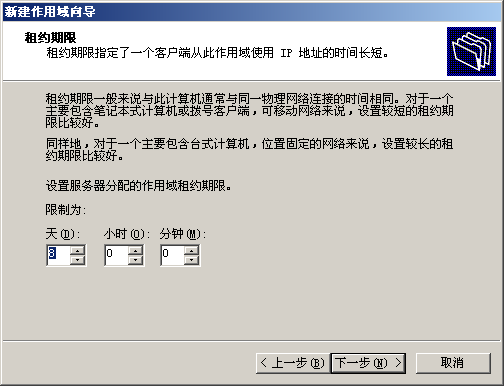 新建作用域向导
租约期限
租约期限指定了一个客户端从此作用域使用 IP 地址的时间长短。
租约期限一般来说与此计算机通常与同一物理网络连接的时间相同。对于一个
主要包含笔记本式计算机或拨号客户端，可移动网络来说，设置较短的租约期
限比较好。
同样地，对于一个主要包含台式计算机，位置固定的网络来说，设置较长的租
约期限比较好。
设置服务器分配的作用域租约期限。
限制为:
天(D): 小时(O): 分钟(M):
8 0 0
< 上一步(B) 下一步(N) > 取消